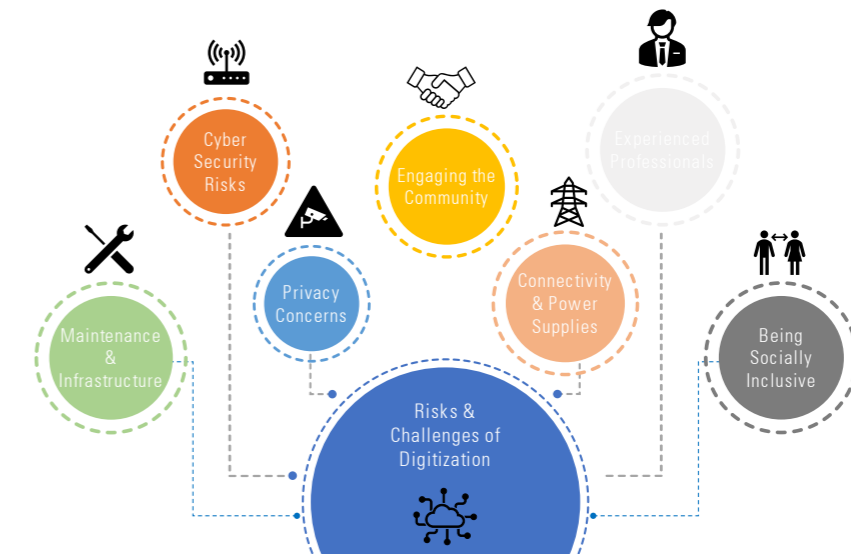 Cyber
Security
Risks
Engaging the
Community
Experienced
Professionals
Privacy
Concerns
Connectivity
& Power
Supplies
Maintenance
&
Infrastructure
Being
Socially
Inclusive
Risks &
Challenges of
Digitization